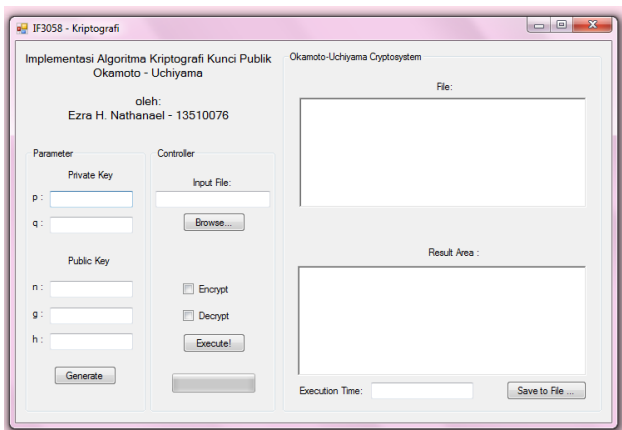 IF3058 - Kriptografi
Implementasi Algoritma Kriptografi Kunci Publik
Okamoto - Uchiyama
oleh:
Ezra H. Nathanael - 13510076
Parameter
Private Key
p :
q :
Public Key
n :
g :
h :
Generate
Controller
Input File:
Browse...
Encrypt
Decrypt
Execute!
Okamoto-Uchiyama Cryptosystem
File:
Result Area :
Execution Time:
Save to File ...